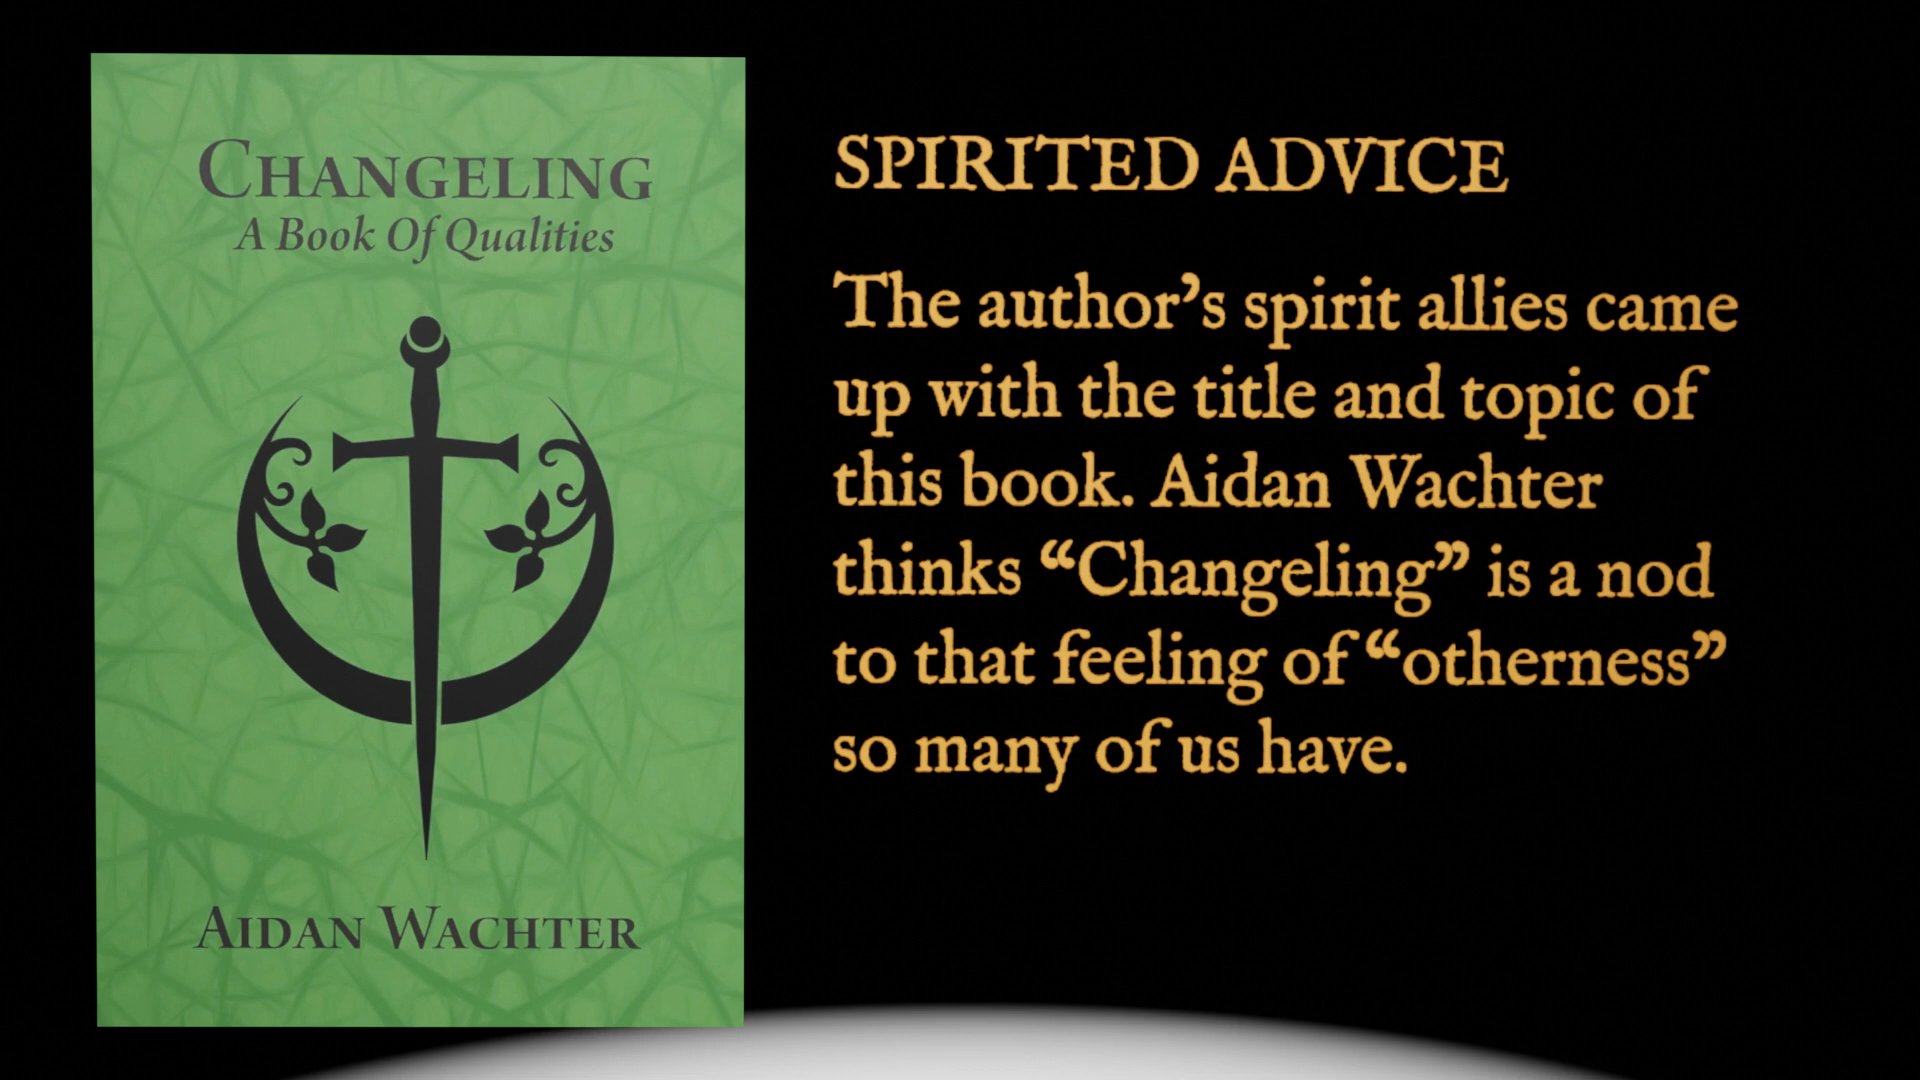 CHANGELING
A Book Of Qualities
AIDAN WACHTER
SPIRITED ADVICE
The author’s spirit allies came
up with the title and topic of
this book. Aidan Wachter
thinks “Changeling” is a nod
to that feeling of “otherness”
so many of us have.